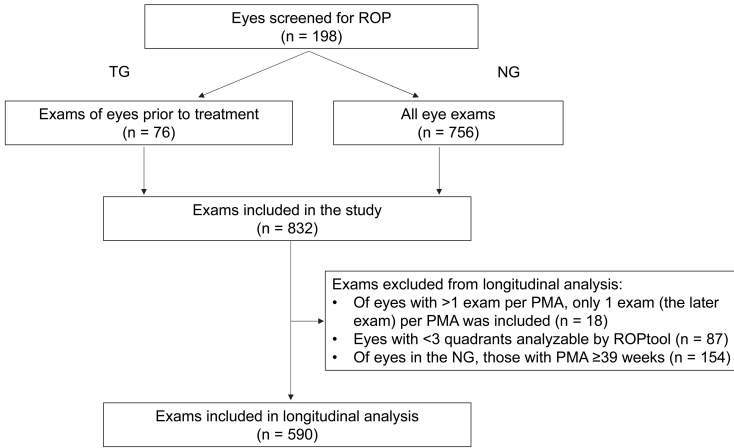 Eyes screened for ROP
(n = 198)
TG
NG
Exams of eyes prior to treatment
(n = 76)
All eye exams
(n = 756)
Exams included in the study
(n = 832)
Exams excluded from longitudinal analysis:
• Of eyes with >1 exam per PMA, only 1 exam (the later
exam) per PMA was included (n = 18)
• Eyes with <3 quadrants analyzable by ROPtool (n = 87)
• Of eyes in the NG, those with PMA ≥39 weeks (n = 154)
Exams included in longitudinal analysis
(n = 590)